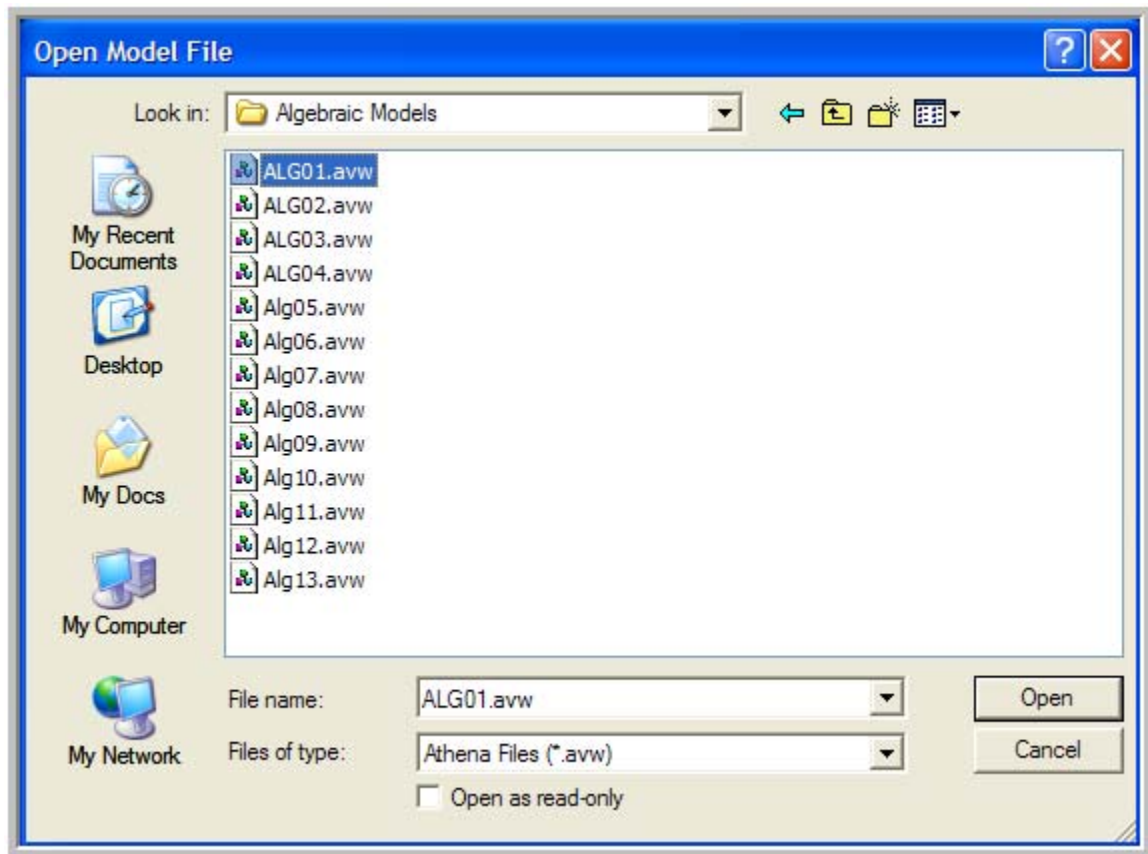 Open Model File
Look in: Algebraic Models
ALG01.avw
ALG02.avw
ALG03.avw
ALG04.avw
Alg05.avw
Alg06.avw
Alg07.avw
Alg08.avw
Alg09.avw
Alg10.avw
Alg11.avw
Alg12.avw
Alg13.avw
My Recent
Documents
Desktop
My Docs
My Computer
My Network
File name: ALG01.avw Open
Files of type: Athena Files (*.avw) Cancel
Open as read-only